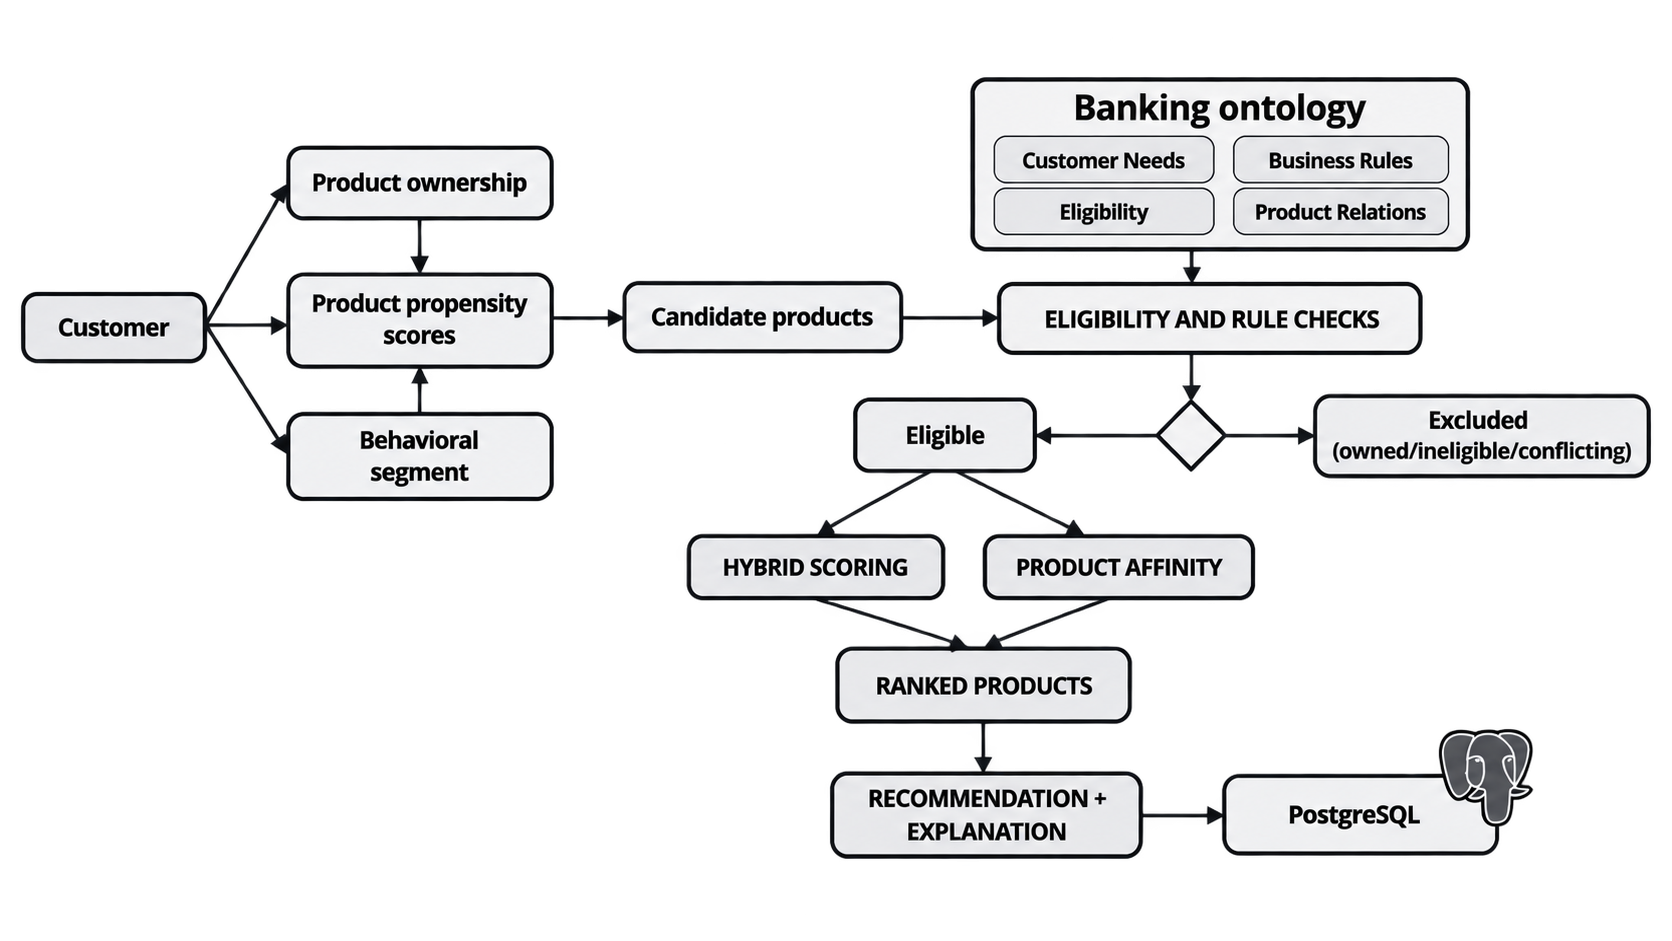 Banking ontology
Customer Needs
Business Rules
Eligibility
Product Relations
Product ownership
Customer
Product propensity
scores
Candidate products
ELIGIBILITY AND RULE CHECKS
Behavioral
segment
Eligible
Excluded
(owned/ineligible/conflicting)
HYBRID SCORING
PRODUCT AFFINITY
RANKED PRODUCTS
RECOMMENDATION +
EXPLANATION
PostgreSQL